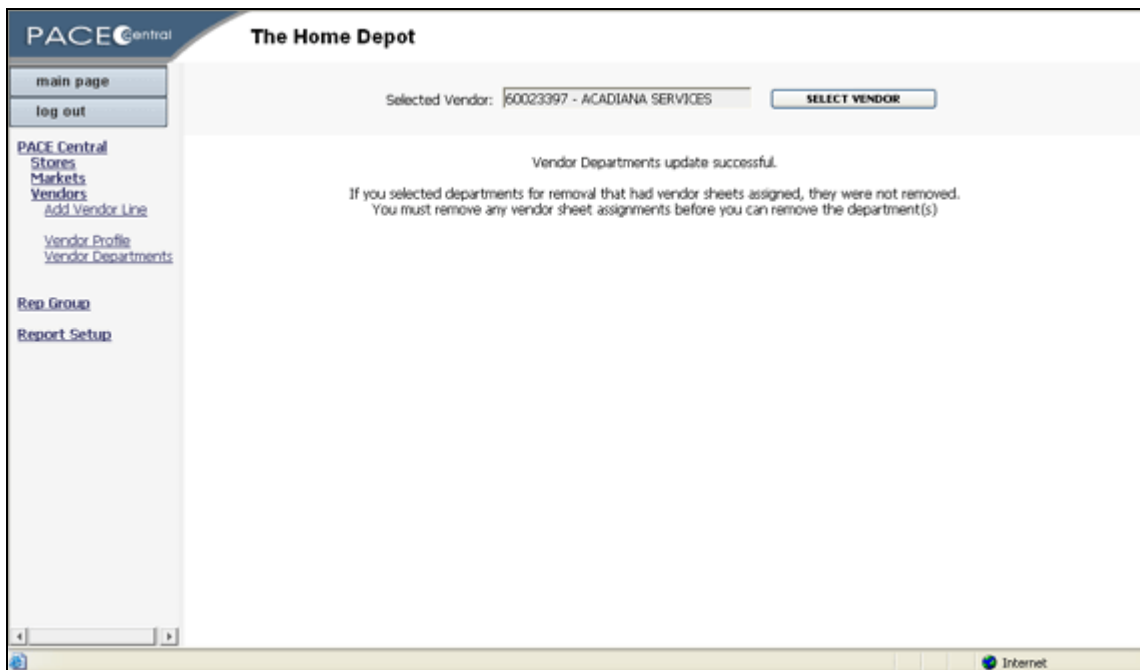 PACE Central
The Home Depot
main page
log out
Selected Vendor: 60023397 - ACADIANA SERVICES SELECT VENDOR
PACE Central
Stores
Markets
Vendors
Add Vendor Line
Vendor Profile
Vendor Departments
Rep Group
Report Setup
Vendor Departments update successful.
If you selected departments for removal that had vendor sheets assigned, they were not removed.
You must remove any vendor sheet assignments before you can remove the department(s)
Internet